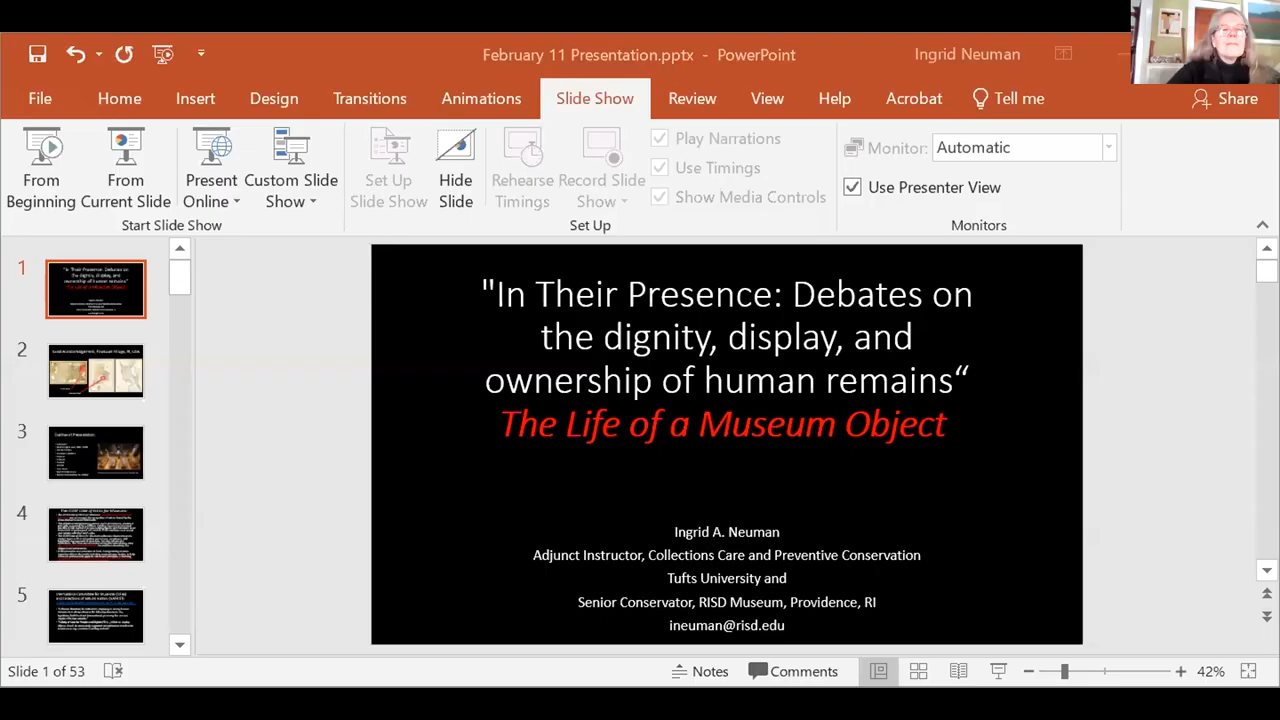 February 11 Presentation.pptx - PowerPoint
Ingrid Neuman
File Home Insert Design Transitions Animations Slide Show Review View Help Acrobat Tell me Share
From Beginning
From Current Slide
Present Online
Custom Slide Show
Set Up Slide Show
Hide Slide
Rehearse Timings
Record Slide Show
Play Narrations
Use Timings
Show Media Controls
Monitor: Automatic
Use Presenter View
Start Slide Show
Set Up
Monitors
1
2
3
4
5
"In Their Presence: Debates on
the dignity, display, and
ownership of human remains“
The Life of a Museum Object
Ingrid A. Neuman
Adjunct Instructor, Collections Care and Preventive Conservation
Tufts University and
Senior Conservator, RISD Museum, Providence, RI
ineuman@risd.edu
Slide 1 of 53
Notes
Comments
42%